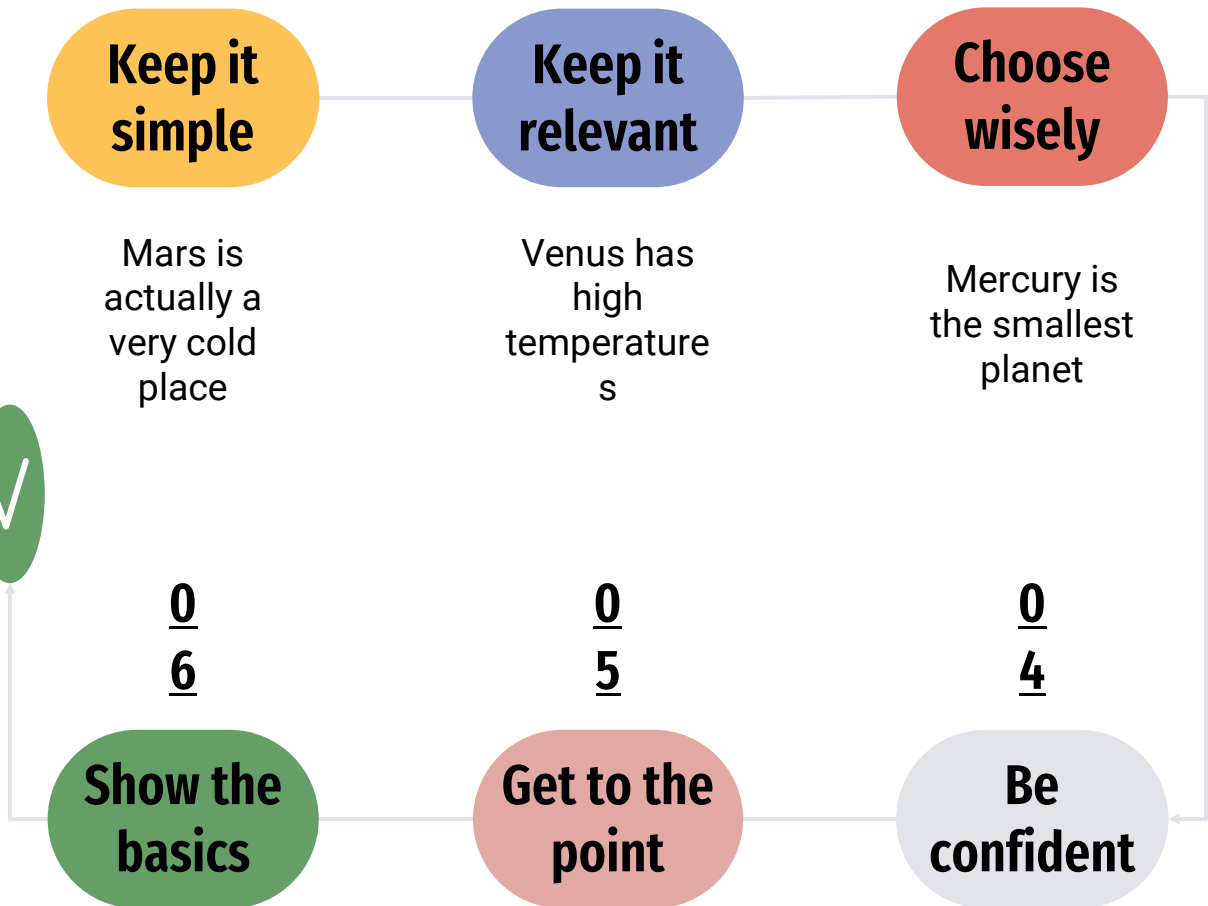 Keep it
simple
Keep it
relevant
Choose
wisely
Mars is
actually a
very cold
place
Venus has
high
temperature
s
Mercury is
the smallest
planet
0
6
0
5
0
4
Show the
basics
Get to the
point
Be
confident